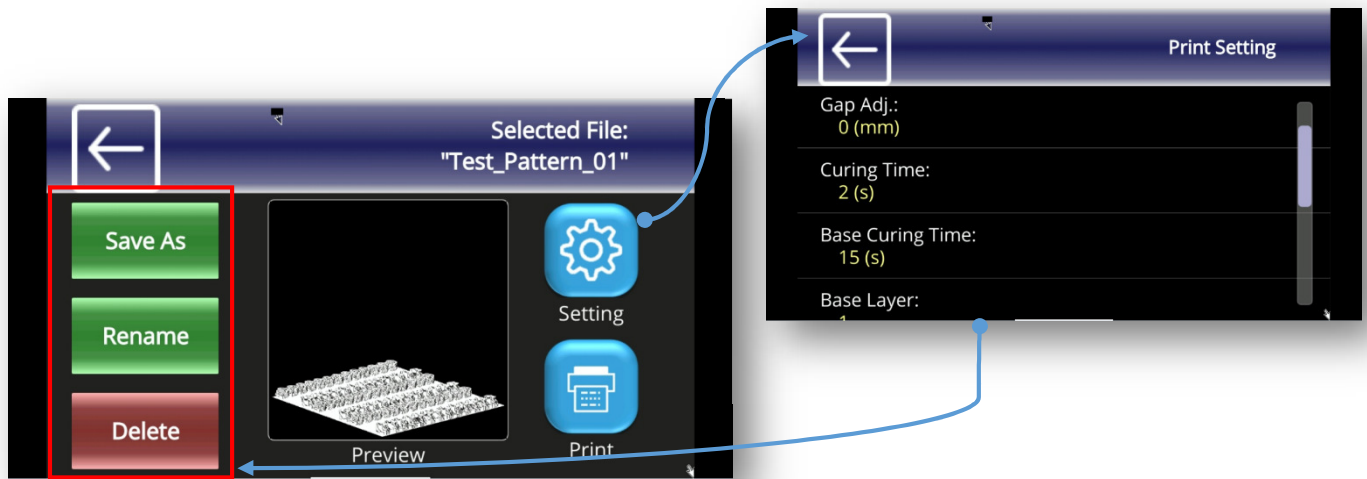 Selected File:
"Test_Pattern_01"
Save As
Rename
Delete
Preview
Setting
Print
Print Setting
Gap Adj.:
0 (mm)
Curing Time:
2 (s)
Base Curing Time:
15 (s)
Base Layer:
1